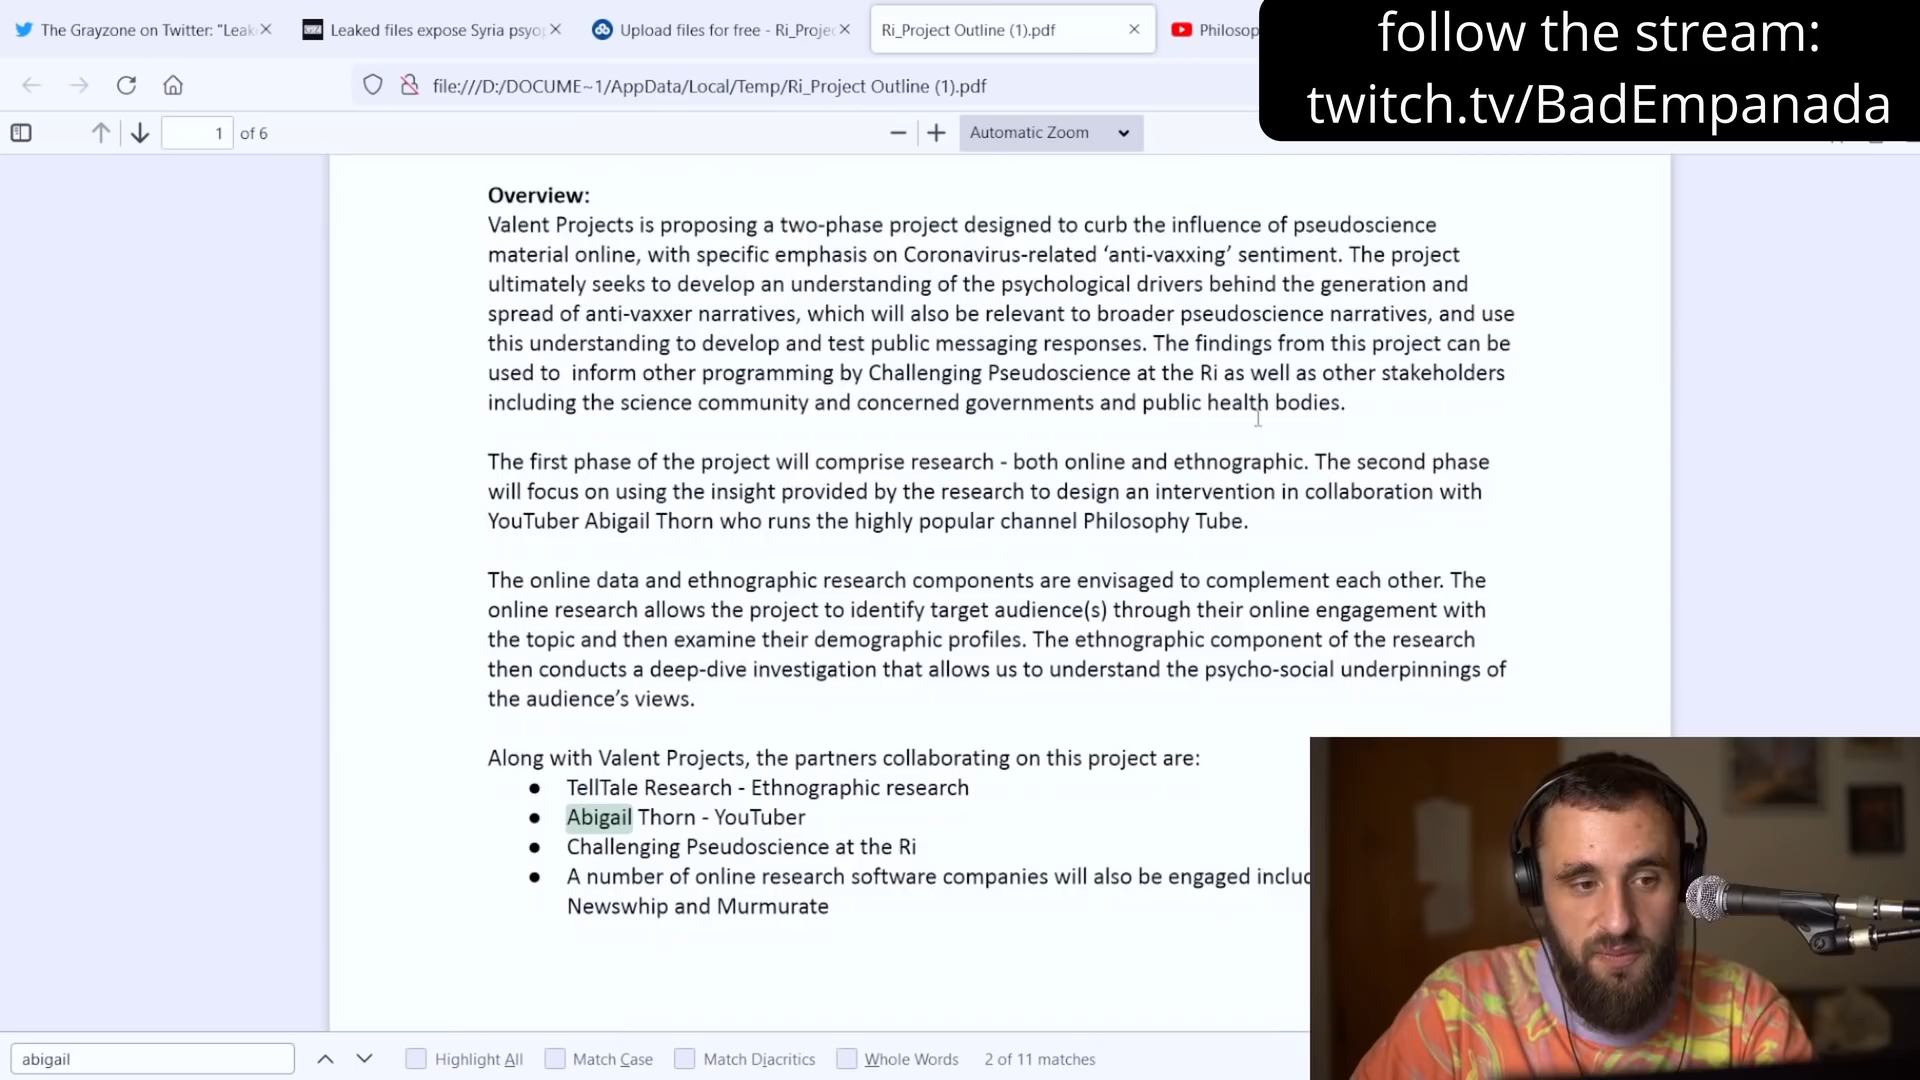 The Grayzone on Twitter: "Leak
Leaked files expose Syria psyop
Upload files for free - Ri_Projec
Ri_Project Outline (1).pdf
Philosop
follow the stream:
twitch.tv/BadEmpanada
file:///D:/DOCUME~1/AppData/Local/Temp/Ri_Project Outline (1).pdf
1 of 6
Automatic Zoom
Overview:
Valent Projects is proposing a two-phase project designed to curb the influence of pseudoscience
material online, with specific emphasis on Coronavirus-related ‘anti-vaxxing’ sentiment. The project
ultimately seeks to develop an understanding of the psychological drivers behind the generation and
spread of anti-vaxxer narratives, which will also be relevant to broader pseudoscience narratives, and use
this understanding to develop and test public messaging responses. The findings from this project can be
used to  inform other programming by Challenging Pseudoscience at the Ri as well as other stakeholders
including the science community and concerned governments and public health bodies.
The first phase of the project will comprise research - both online and ethnographic. The second phase
will focus on using the insight provided by the research to design an intervention in collaboration with
YouTuber Abigail Thorn who runs the highly popular channel Philosophy Tube.
The online data and ethnographic research components are envisaged to complement each other. The
online research allows the project to identify target audience(s) through their online engagement with
the topic and then examine their demographic profiles. The ethnographic component of the research
then conducts a deep-dive investigation that allows us to understand the psycho-social underpinnings of
the audience’s views.
Along with Valent Projects, the partners collaborating on this project are:
● TellTale Research - Ethnographic research
● Abigail Thorn - YouTuber
● Challenging Pseudoscience at the Ri
● A number of online research software companies will also be engaged includ
Newswhip and Murmurate
abigail
Highlight All
Match Case
Match Diacritics
Whole Words
2 of 11 matches